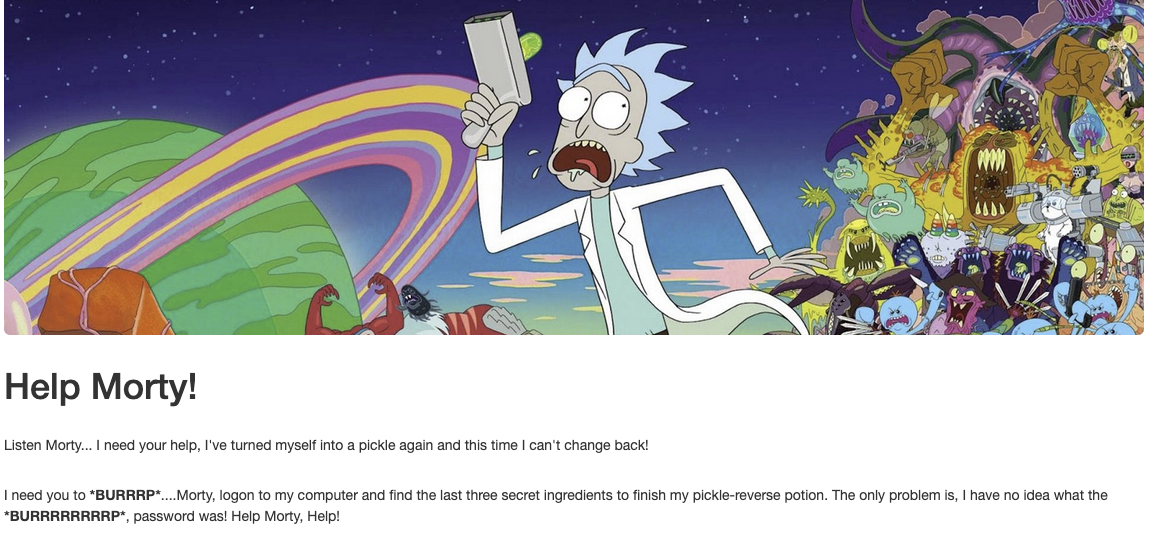 Help Morty!
Listen Morty... I need your help, I've turned myself into a pickle again and this time I can't change back!
I need you to *BURRRP*....Morty, logon to my computer and find the last three secret ingredients to finish my pickle-reverse potion. The only problem is, I have no idea what the
*BURRRRRRRRP*, password was! Help Morty, Help!